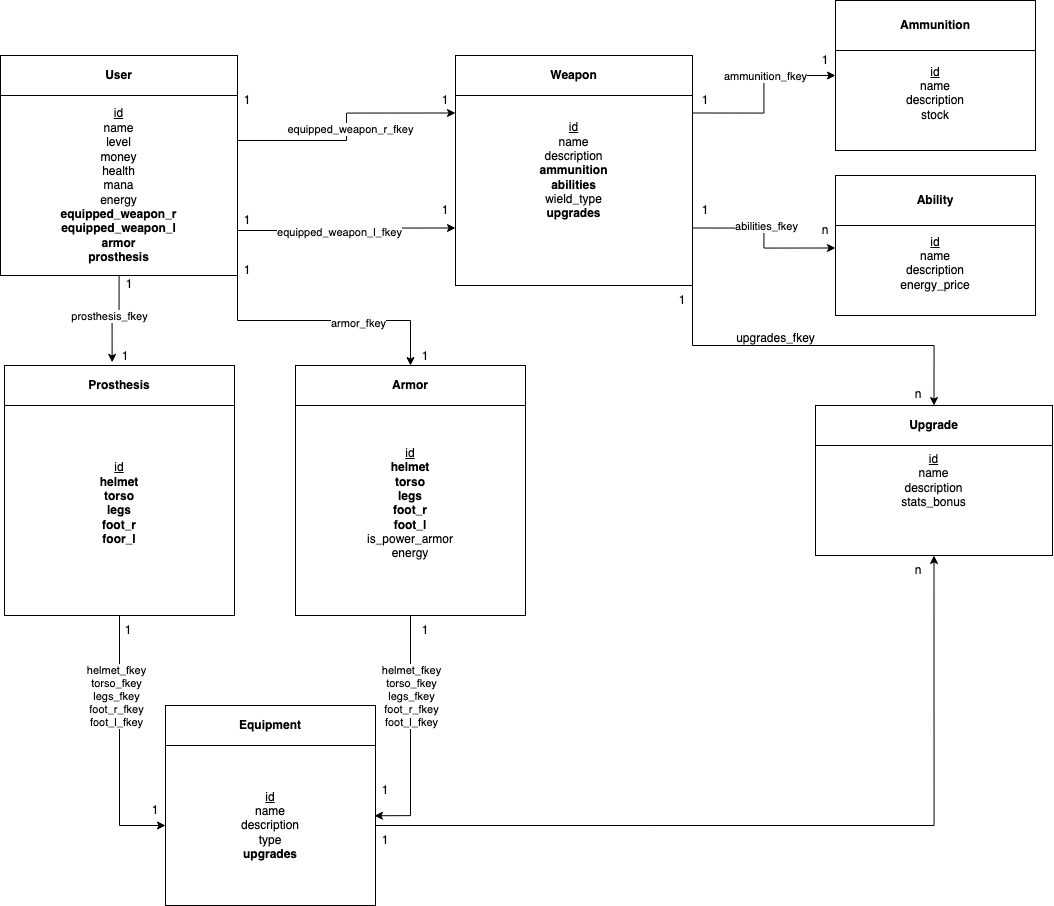 User
id
name
level
money
health
mana
energy
equipped_weapon_r
equipped_weapon_l
armor
prosthesis
1
1
equipped_weapon_r_fkey
1
1
equipped_weapon_l_fkey
1
1
prosthesis_fkey
1
armor_fkey
1
Weapon
id
name
description
ammunition
abilities
wield_type
upgrades
1
1
ammunition_fkey
1
abilities_fkey
n
1
upgrades_fkey
n
Ammunition
id
name
description
stock
Ability
id
name
description
energy_price
Prosthesis
id
helmet
torso
legs
foot_r
foor_l
Armor
id
helmet
torso
legs
foot_r
foot_l
is_power_armor
energy
Upgrade
id
name
description
stats_bonus
n
1
helmet_fkey
torso_fkey
legs_fkey
foot_r_fkey
foot_l_fkey
1
1
helmet_fkey
torso_fkey
legs_fkey
foot_r_fkey
foot_l_fkey
1
Equipment
id
name
description
type
upgrades
1